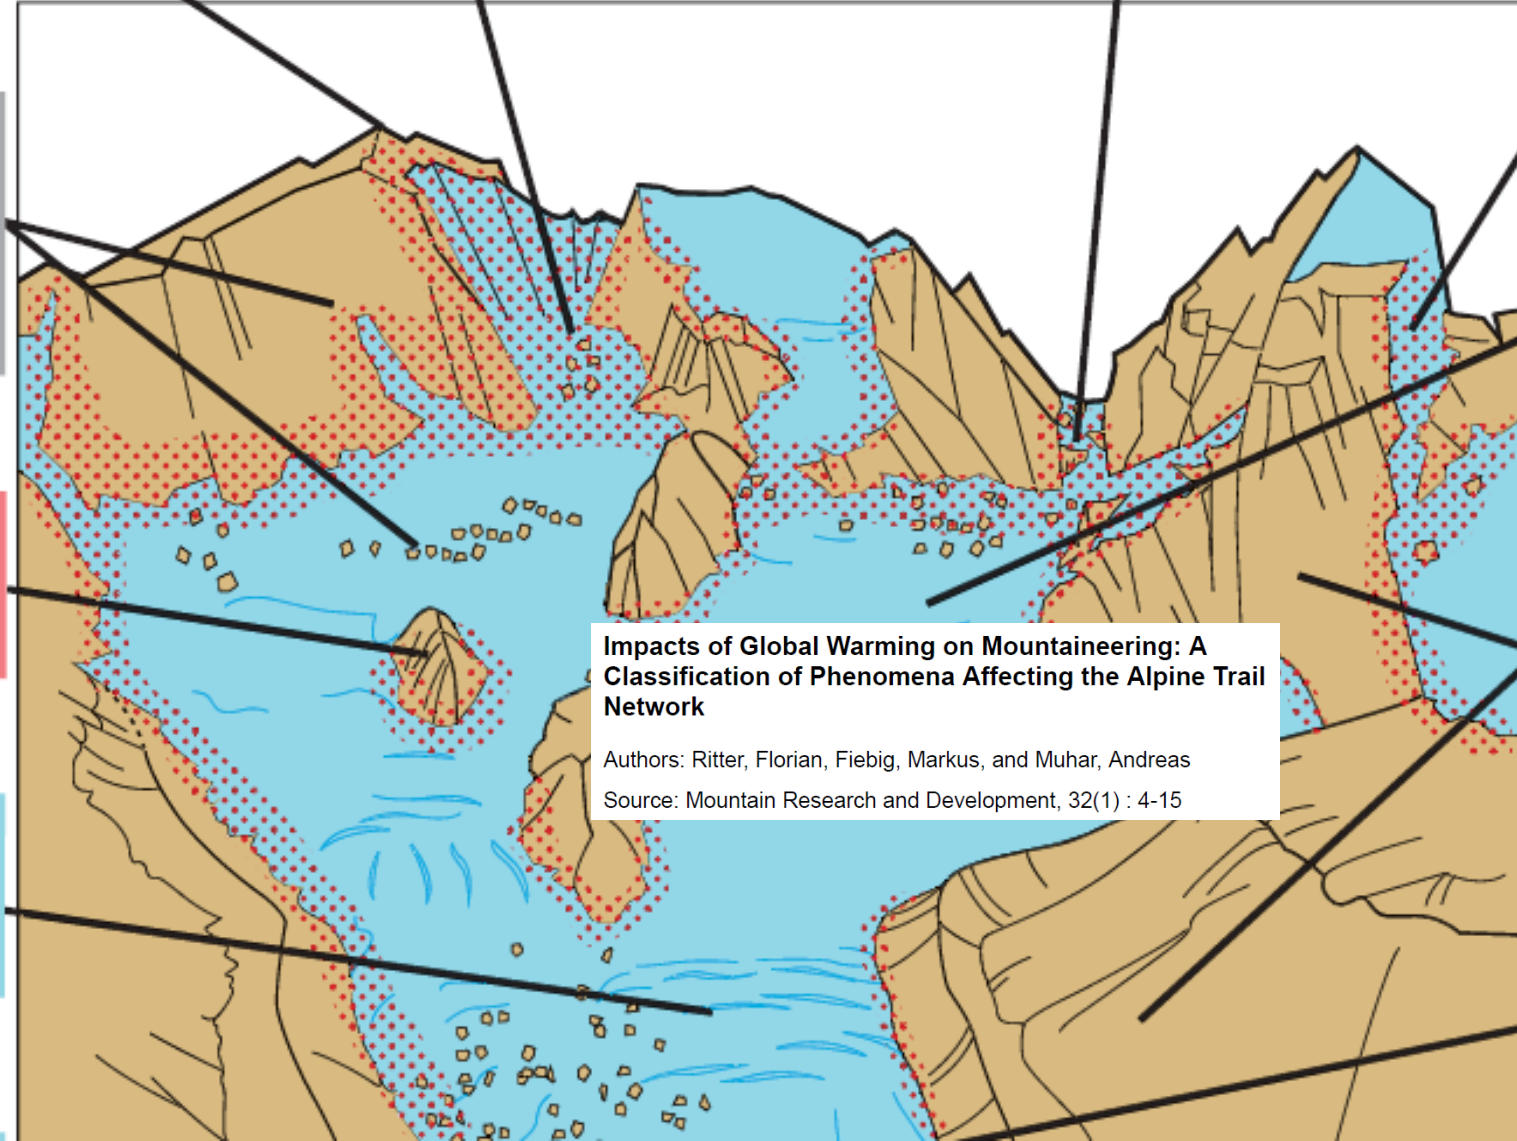 Impacts of Global Warming on Mountaineering: A
Classification of Phenomena Affecting the Alpine Trail
Network
Authors: Ritter, Florian, Fiebig, Markus, and Muhar, Andreas
Source: Mountain Research and Development, 32(1) : 4-15